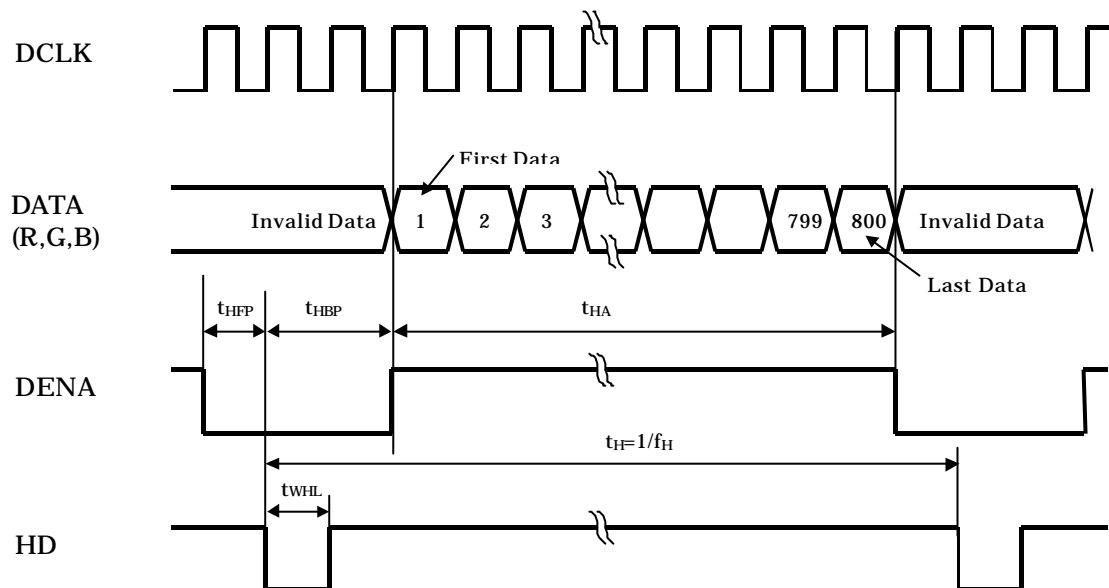 DCLK
First Data
DATA
(R,G,B)
Invalid Data 1 2 3 799 800 Invalid Data
Last Data
tHFP tHBP tHA
DENA
tH=1/fH
tWHL
HD